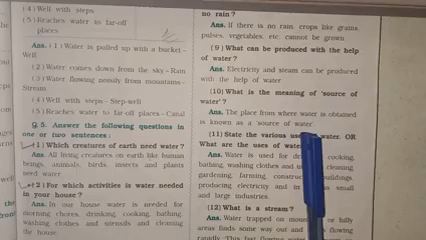 (4) Well with steps
(5) Reaches water to far-off
places
Ans. (1) Water is pulled up with a bucket -
Well
(2) Water comes down from the sky - Rain
(3) Water flowing noisily from mountains -
Stream
(4) Well with steps - Step-well
(5) Reaches water to far-off places - Canal
Q 5. Answer the following questions in
one or two sentences:
(1) Which creatures of earth need water?
Ans. All living creatures on earth like human
beings, animals, birds, insects and plants
need water.
(2) For which activities is water needed
in your house?
Ans. In our house water is needed for
morning chores, drinking, cooking, bathing,
washing clothes and utensils and cleaning
the house.
no rain?
Ans. If there is no rain, crops like grains,
pulses, vegetables, etc. cannot be grown.
(9) What can be produced with the help
of water?
Ans. Electricity and steam can be produced
with the help of water.
(10) What is the meaning of 'source of
water'?
Ans. The place from where water is obtained
is known as a 'source of water'.
(11) State the various water. OR
What are the uses of water
Ans. Water is used for cooking,
bathing, washing clothes and cleaning,
gardening, farming, buildings,
producing electricity and in small
and large industries.
(12) What is a stream?
Ans. Water trapped on or hilly
areas finds some way out and flowing
rapidly. This fast flowing water